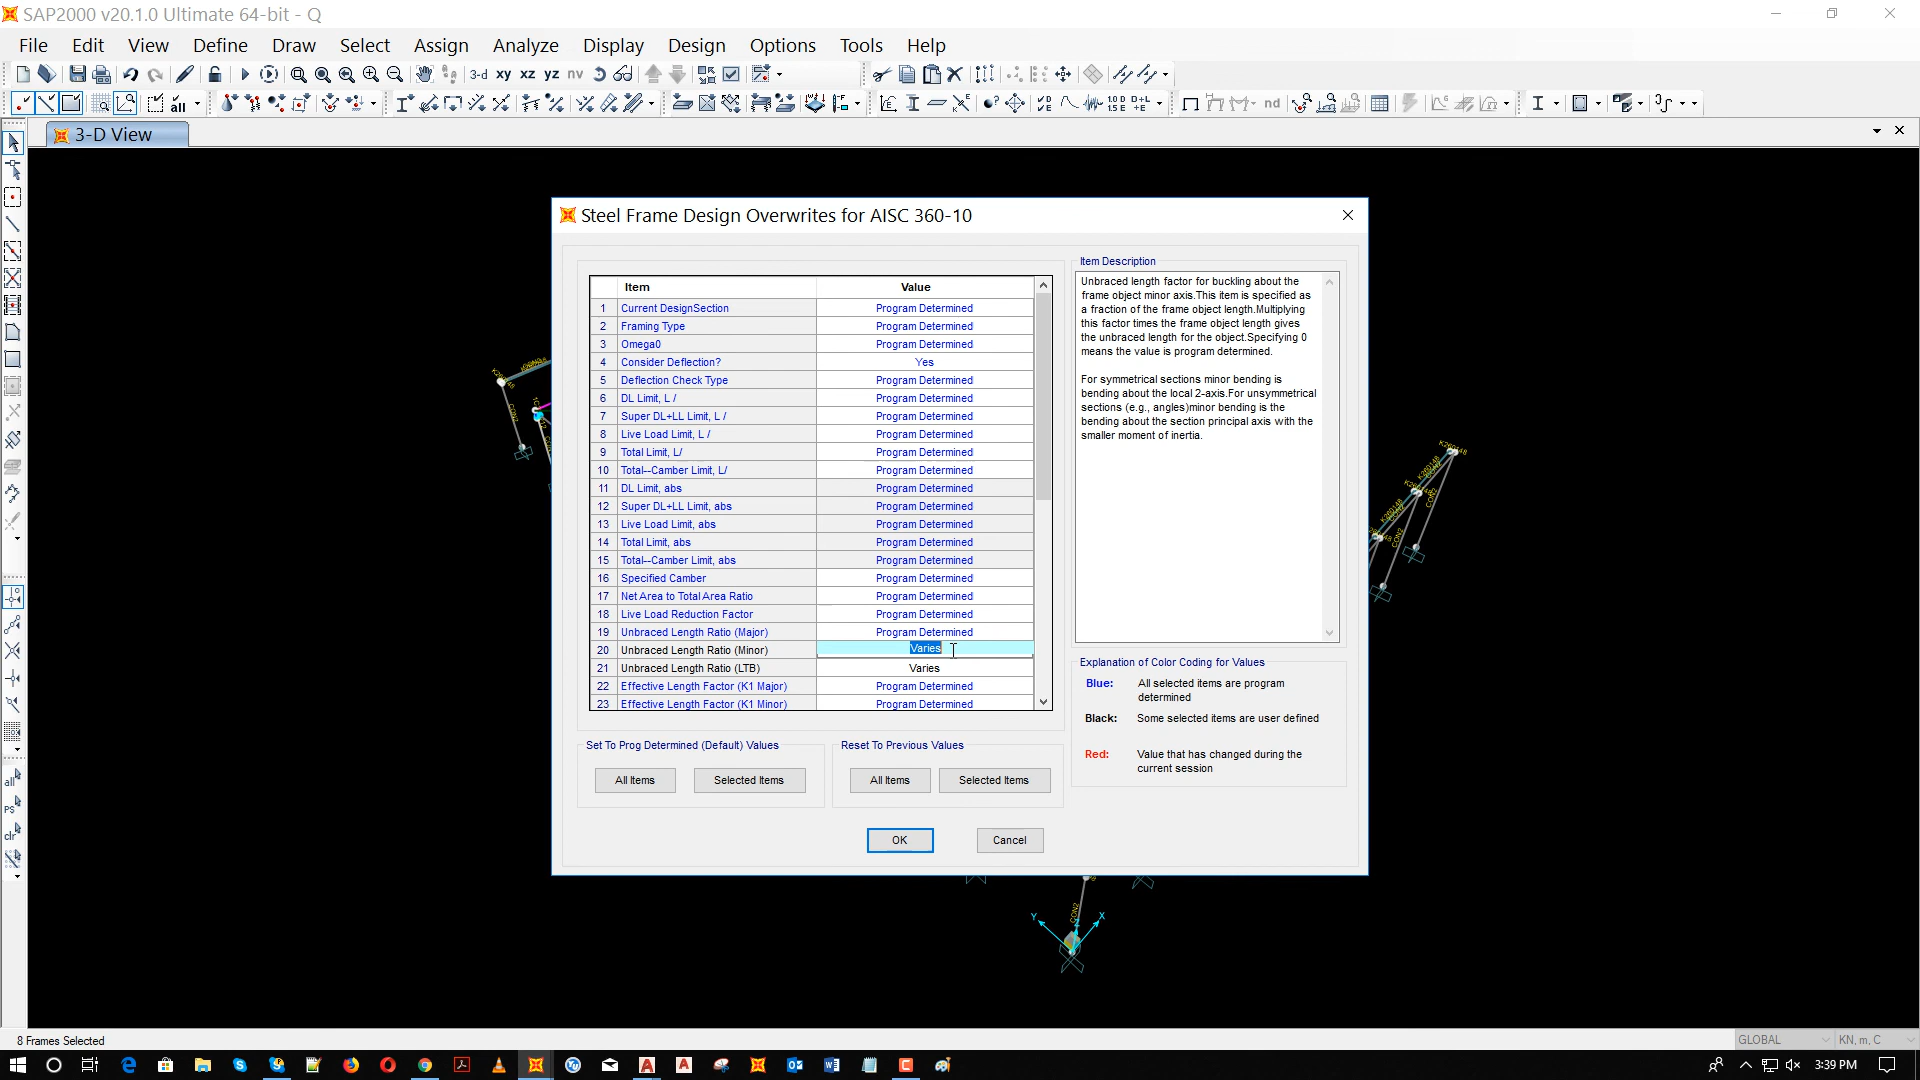 SAP2000 v20.1.0 Ultimate 64-bit - Q
File Edit View Define Draw Select Assign Analyze Display Design Options Tools Help
3-d xy xz yz nv
all
nd
3-D View
Steel Frame Design Overwrites for AISC 360-10
Item Value
1 Current DesignSection Program Determined
2 Framing Type Program Determined
3 Omega0 Program Determined
4 Consider Deflection? Yes
5 Deflection Check Type Program Determined
6 DL Limit, L / Program Determined
7 Super DL+LL Limit, L / Program Determined
8 Live Load Limit, L / Program Determined
9 Total Limit, L/ Program Determined
10 Total--Camber Limit, L/ Program Determined
11 DL Limit, abs Program Determined
12 Super DL+LL Limit, abs Program Determined
13 Live Load Limit, abs Program Determined
14 Total Limit, abs Program Determined
15 Total--Camber Limit, abs Program Determined
16 Specified Camber Program Determined
17 Net Area to Total Area Ratio Program Determined
18 Live Load Reduction Factor Program Determined
19 Unbraced Length Ratio (Major) Program Determined
20 Unbraced Length Ratio (Minor) Varies
21 Unbraced Length Ratio (LTB) Varies
22 Effective Length Factor (K1 Major) Program Determined
23 Effective Length Factor (K1 Minor) Program Determined
Item Description
Unbraced length factor for buckling about the
frame object minor axis.This item is specified as
a fraction of the frame object length.Multiplying
this factor times the frame object length gives
the unbraced length for the object.Specifying 0
means the value is program determined.
For symmetrical sections minor bending is
bending about the local 2-axis.For unsymmetrical
sections (e.g., angles)minor bending is the
bending about the section principal axis with the
smaller moment of inertia.
Explanation of Color Coding for Values
Blue: All selected items are program
determined
Black: Some selected items are user defined
Red: Value that has changed during the
current session
Set To Prog Determined (Default) Values
All Items Selected Items
Reset To Previous Values
All Items Selected Items
OK Cancel
K260148
K260148
K260148
CON2
CON2
CON2
Y X
all
ps
clr
8 Frames Selected
GLOBAL KN, m, C
3:39 PM